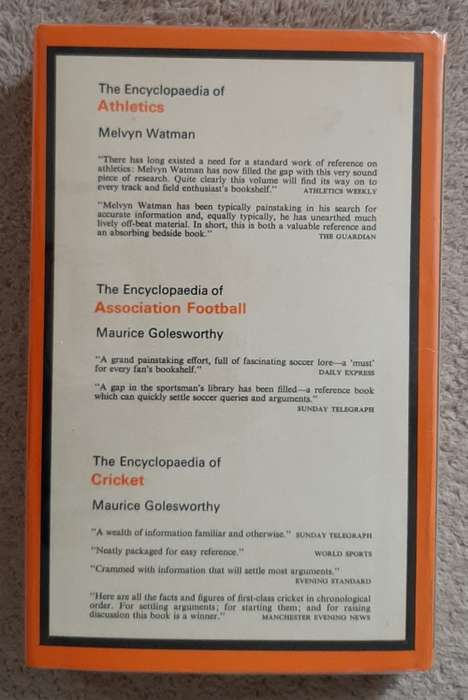 The Encyclopaedia of
Athletics
Melvyn Watman
"There has long existed a need for a standard work of reference on
athletics: Melvyn Watman has now filled the gap with this very sound
piece of research. Quite clearly this volume will find its way on to
every track and field enthusiast's bookshelf." ATHLETICS WEEKLY
"Melvyn Watman has been typically painstaking in his search for
accurate information and, equally typically, he has unearthed much
lively off-beat material. In short, this is both a valuable reference and
an absorbing bedside book." THE GUARDIAN
The Encyclopaedia of
Association Football
Maurice Golesworthy
"A grand painstaking effort, full of fascinating soccer lore—a 'must'
for every fan's bookshelf." DAILY EXPRESS
"A gap in the sportsman's library has been filled—a reference book
which can quickly settle soccer queries and arguments."
SUNDAY TELEGRAPH
The Encyclopaedia of
Cricket
Maurice Golesworthy
"A wealth of information familiar and otherwise." SUNDAY TELEGRAPH
"Neatly packaged for easy reference." WORLD SPORTS
"Crammed with information that will settle most arguments."
EVENING STANDARD
"Here are all the facts and figures of first-class cricket in chronological
order. For settling arguments; for starting them; and for raising
discussion this book is a winner." MANCHESTER EVENING NEWS